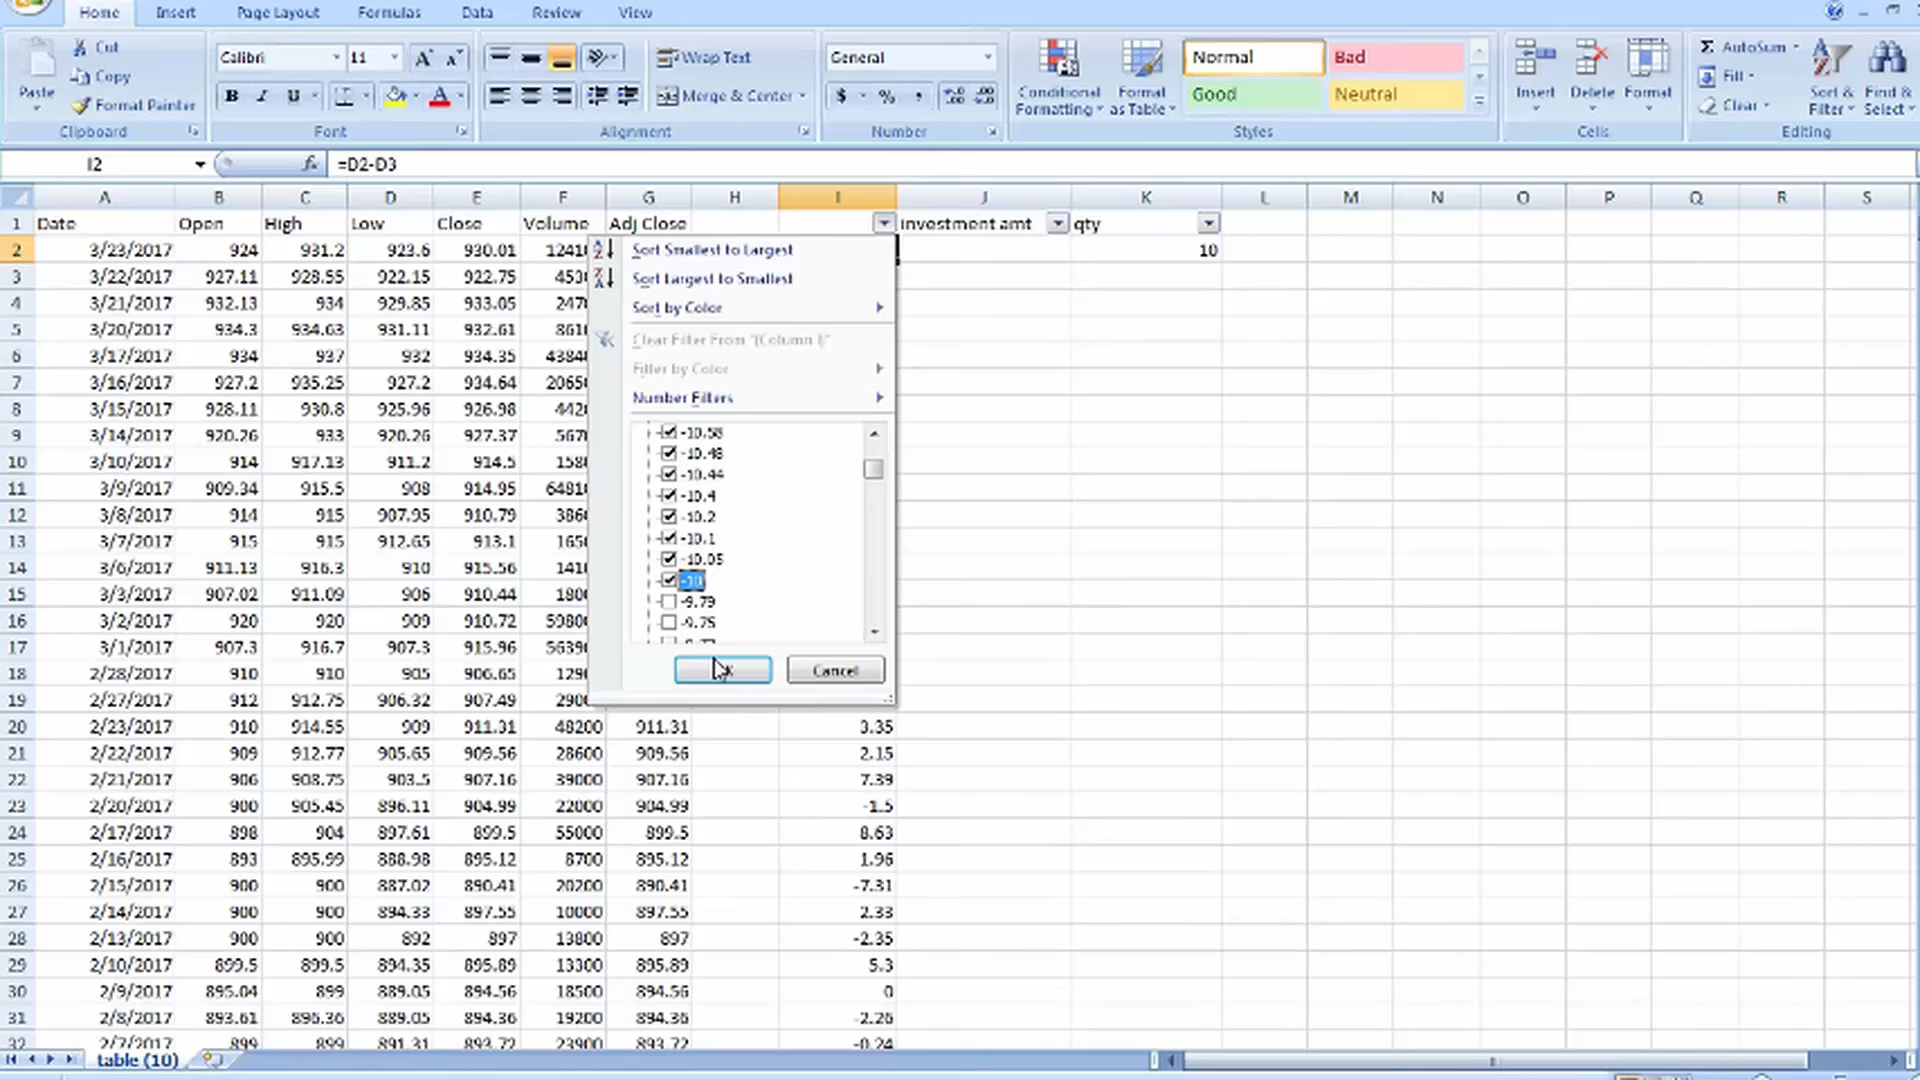 Home Insert Page Layout Formulas Data Review View
Cut Calibri 11 Wrap Text General Normal Bad AutoSum
Copy Fill
Paste Format Painter Merge & Center $ % , Conditional Formatting Format as Table Good Neutral Insert Delete Format Clear Sort & Filter Find & Select
Clipboard Font Alignment Number Styles Cells Editing
I2 fx =D2-D3
A B C D E F G H I J K L M N O P Q R S
1 Date Open High Low Close Volume Adj Close investment amt qty
2 3/23/2017 924 931.2 923.6 930.01 10
3 3/22/2017 927.11 928.55 922.15 922.75
4 3/21/2017 932.13 934 929.85 933.05
5 3/20/2017 934.3 934.63 931.11 932.61
6 3/17/2017 934 937 932 934.35
7 3/16/2017 927.2 935.25 927.2 934.64
8 3/15/2017 928.11 930.8 925.96 926.98
9 3/14/2017 920.26 933 920.26 927.37
10 3/10/2017 914 917.13 911.2 914.5
11 3/9/2017 909.34 915.5 908 914.95
12 3/8/2017 914 915 907.95 910.79
13 3/7/2017 915 915 912.65 913.1
14 3/6/2017 911.13 916.3 910 915.56
15 3/3/2017 907.02 911.09 906 910.44
16 3/2/2017 920 920 909 910.72
17 3/1/2017 907.3 916.7 907.3 915.96
18 2/28/2017 910 910 905 906.65
19 2/27/2017 912 912.75 906.32 907.49
20 2/23/2017 910 914.55 909 911.31 48200 911.31 3.35
21 2/22/2017 909 912.77 905.65 909.56 28600 909.56 2.15
22 2/21/2017 906 908.75 903.5 907.16 39000 907.16 7.39
23 2/20/2017 900 905.45 896.11 904.99 22000 904.99 -1.5
24 2/17/2017 898 904 897.61 899.5 55000 899.5 8.63
25 2/16/2017 893 895.99 888.98 895.12 8700 895.12 1.96
26 2/15/2017 900 900 887.02 890.41 20200 890.41 -7.31
27 2/14/2017 900 900 894.33 897.55 10000 897.55 2.33
28 2/13/2017 900 900 892 897 13800 897 -2.35
29 2/10/2017 899.5 899.5 894.35 895.89 13300 895.89 5.3
30 2/9/2017 895.04 899 889.05 894.56 18500 894.56 0
31 2/8/2017 893.61 896.36 889.05 894.36 19200 894.36 -2.26
32 2/7/2017 899 899 891.31 893.72 23900 893.72 -0.24
Sort Smallest to Largest
Sort Largest to Smallest
Sort by Color
Clear Filter From "(Column I)"
Filter by Color
Number Filters
-10.58
-10.48
-10.44
-10.4
-10.2
-10.1
-10.05
-10
-9.79
-9.75
Cancel
table (10)